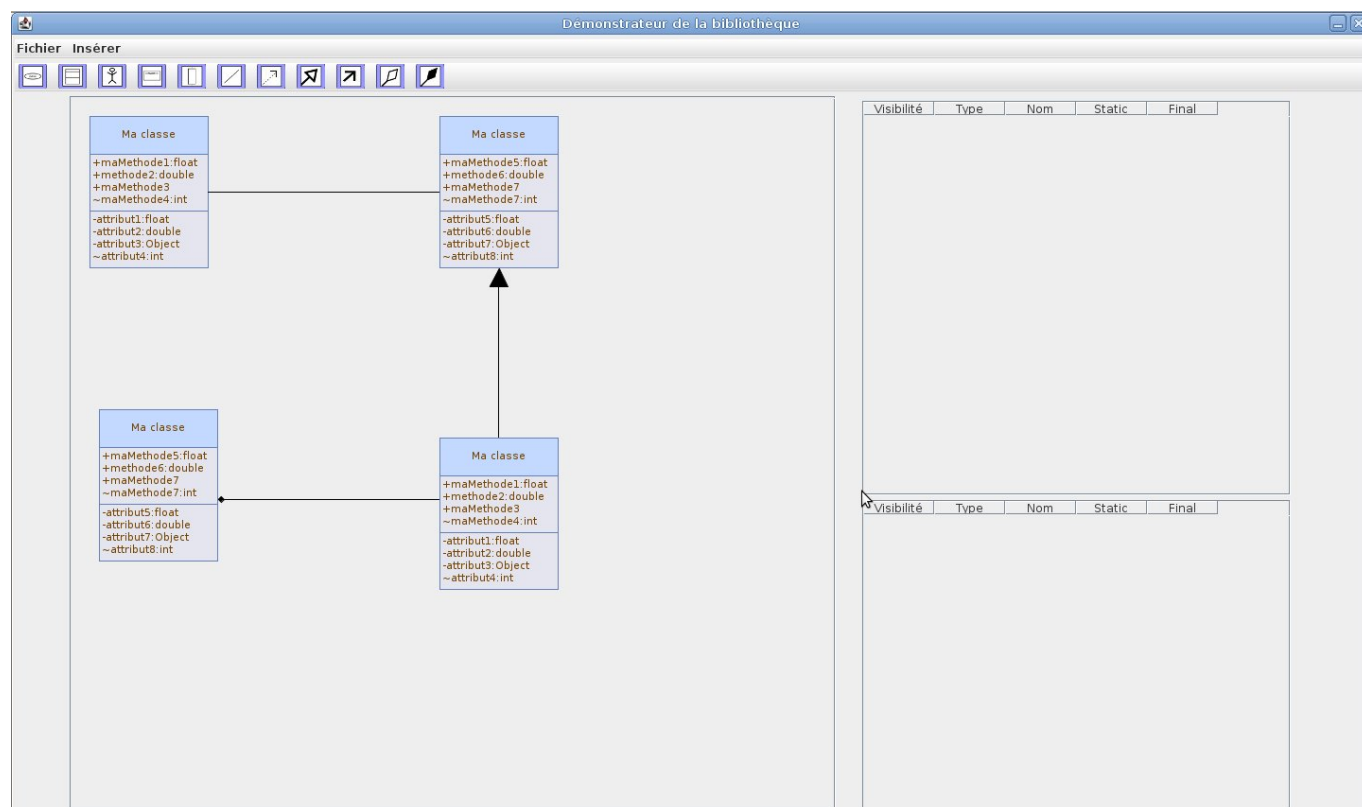 Démonstrateur de la bibliothèque
Fichier Insérer
Ma classe
+maMethode1:float
+methode2:double
+maMethode3
~maMethode4:int
-attribut1:float
-attribut2:double
-attribut3:Object
~attribut4:int
Ma classe
+maMethode5:float
+methode6:double
+maMethode7
~maMethode7:int
-attribut5:float
-attribut6:double
-attribut7:Object
~attribut8:int
Ma classe
+maMethode5:float
+methode6:double
+maMethode7
~maMethode7:int
-attribut5:float
-attribut6:double
-attribut7:Object
~attribut8:int
Ma classe
+maMethode1:float
+methode2:double
+maMethode3
~maMethode4:int
-attribut1:float
-attribut2:double
-attribut3:Object
~attribut4:int
Visibilité Type Nom Static Final
Visibilité Type Nom Static Final